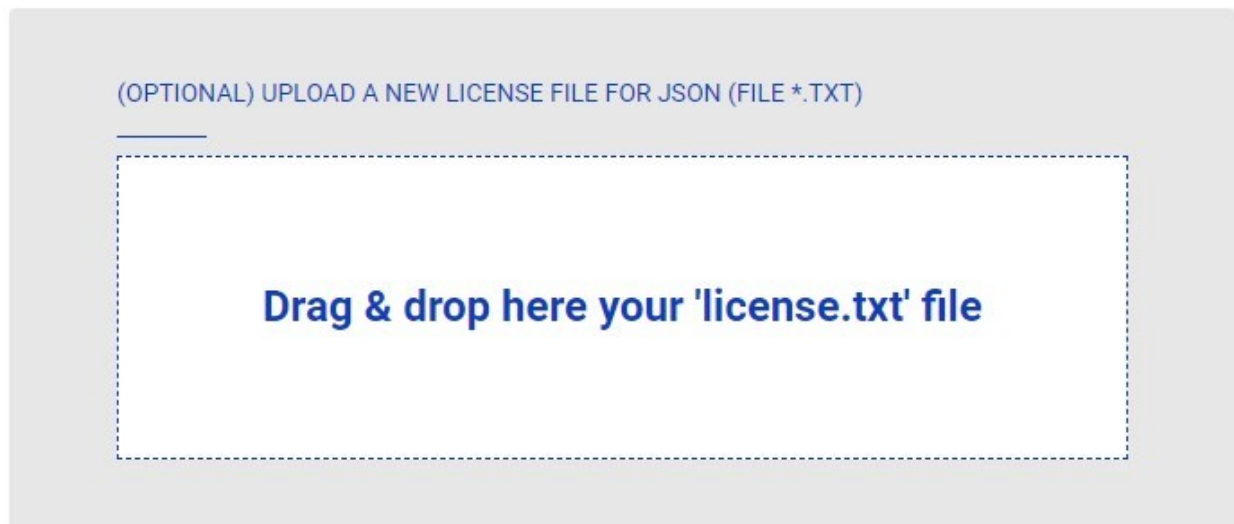 (OPTIONAL) UPLOAD A NEW LICENSE FILE FOR JSON (FILE *.TXT)
Drag & drop here your 'license.txt' file